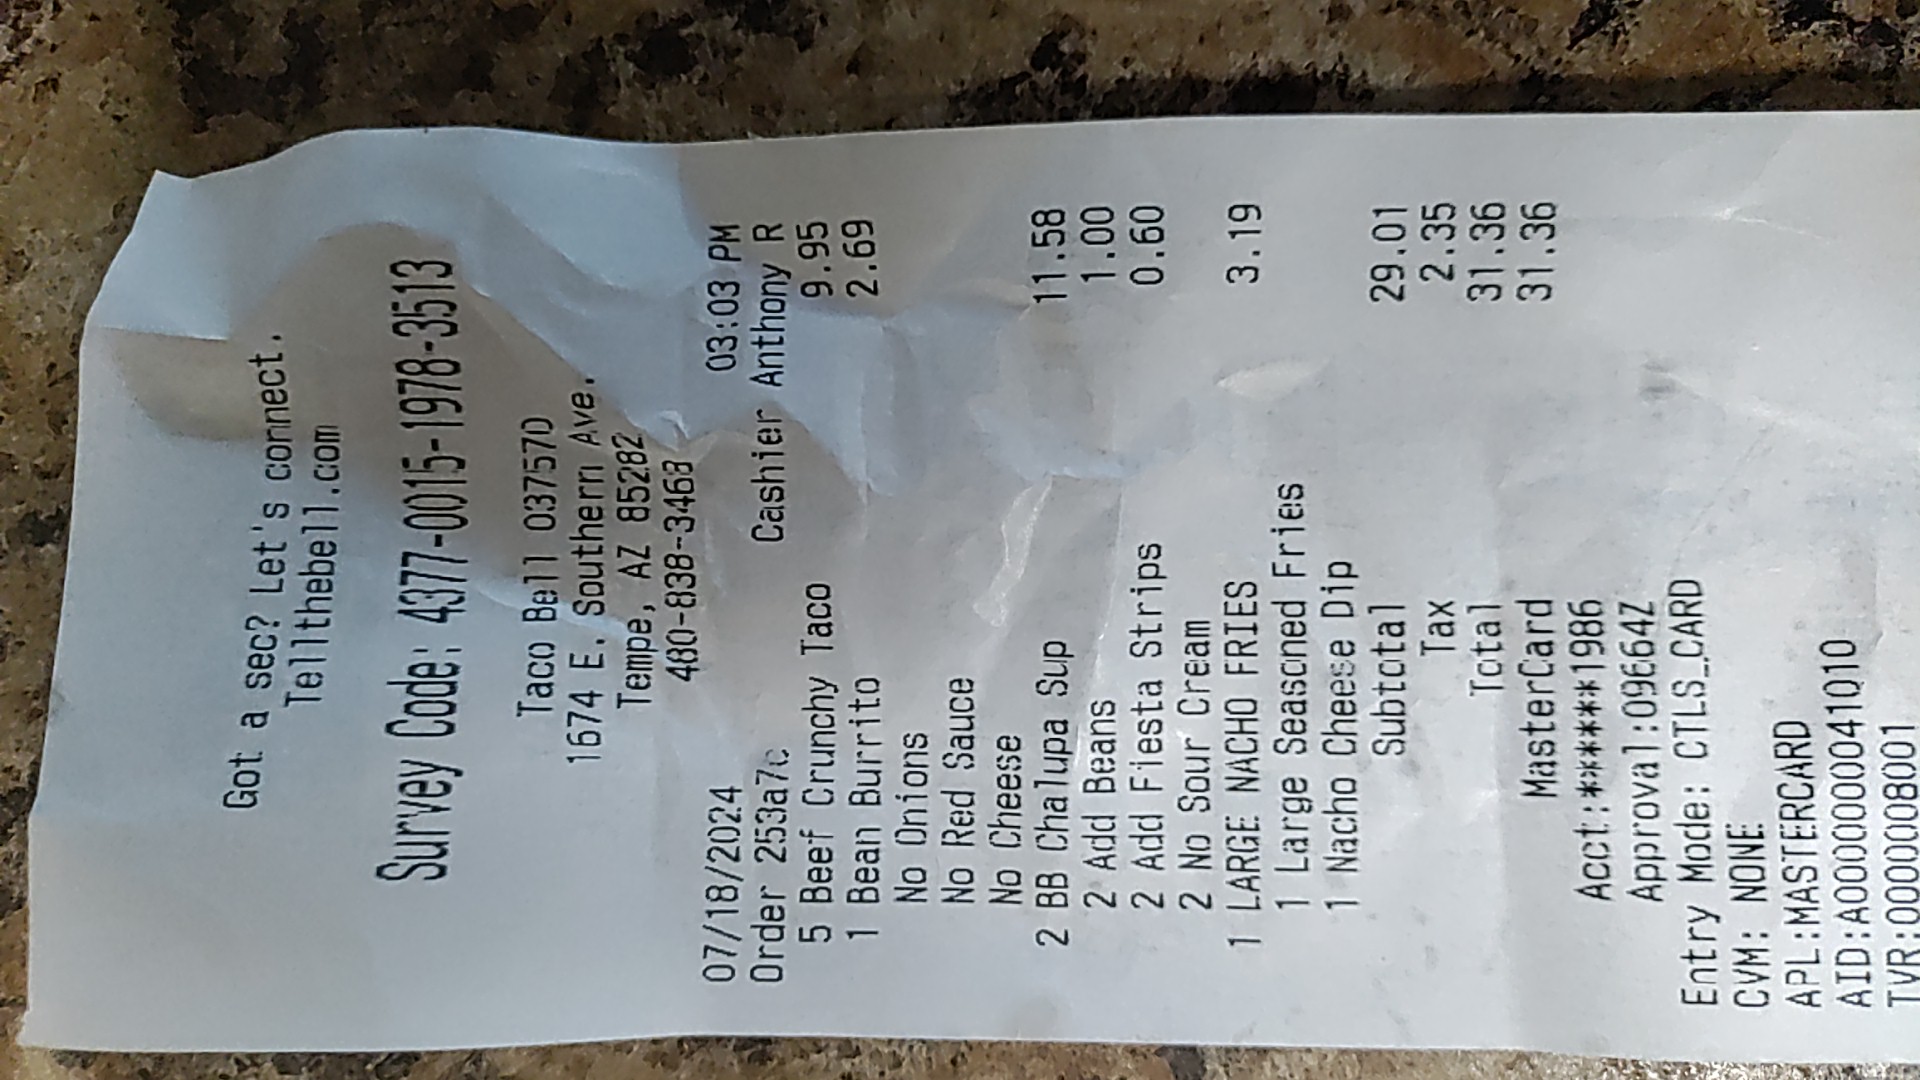 Got a sec? Let's connect.
Tellthebell.com
Survey Code: 4377-0015-1978-3513
Taco Bell 037570
1674 E. Southern Ave.
Tempe, AZ 85282
480-838-3468
07/18/2024 03:03 PM
Order 253a7c Cashier Anthony R
5 Beef Crunchy Taco 9.95
1 Bean Burrito 2.69
No Onions
No Red Sauce
No Cheese
2 BB Chalupa Sup 11.58
2 Add Beans 1.00
2 Add Fiesta Strips 0.60
2 No Sour Cream
1 LARGE NACHO FRIES 3.19
1 Large Seasoned Fries
1 Nacho Cheese Dip
Subtotal 29.01
Tax 2.35
Total 31.36
MasterCard 31.36
Acct:******1986
Approval:09664Z
Entry Mode: CTLS_CARD
CVM: NONE
APL:MASTERCARD
AID:A0000000041010
TVR:0000008001